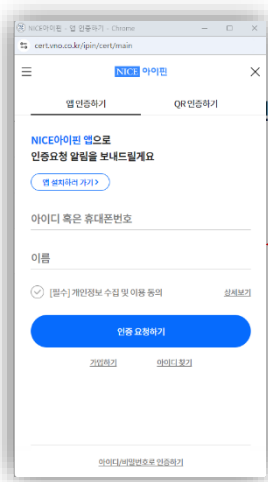 NICE아이핀 - 앱 인증하기 - Chrome
cert.vno.co.kr/ipin/cert/main
NICE 아이핀
앱 인증하기 QR 인증하기
NICE아이핀 앱으로
인증요청 알림을 보내드릴게요
앱 설치하러 가기 >
아이디 혹은 휴대폰번호
이름
[필수] 개인정보 수집 및 이용 동의 상세보기
인증 요청하기
가입하기 아이디 찾기
아이디/비밀번호로 인증하기